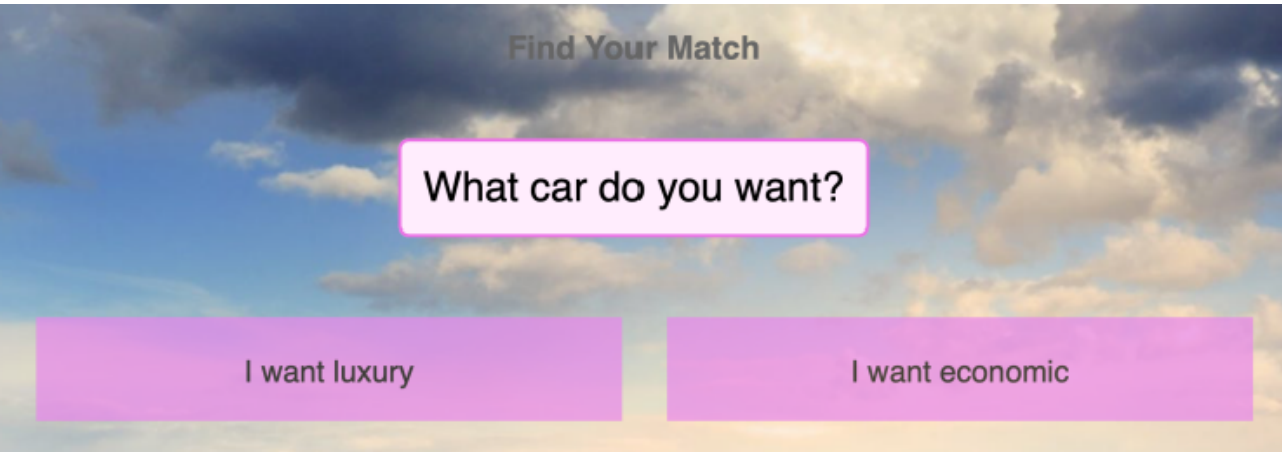 Find Your Match
What car do you want?
I want luxury
I want economic